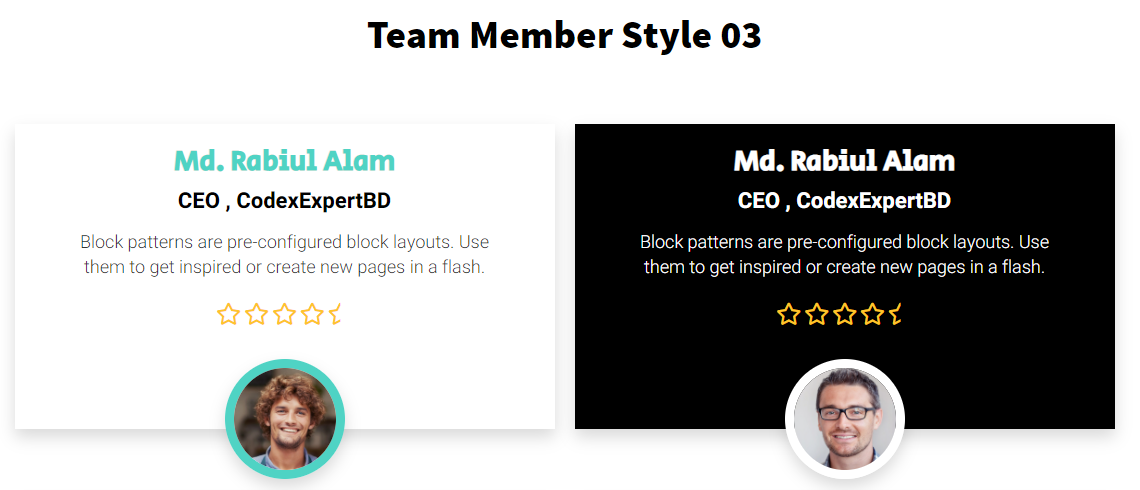 Team Member Style 03
Md. Rabiul Alam
CEO , CodexExpertBD
Block patterns are pre-configured block layouts. Use
them to get inspired or create new pages in a flash.
Md. Rabiul Alam
CEO , CodexExpertBD
Block patterns are pre-configured block layouts. Use
them to get inspired or create new pages in a flash.